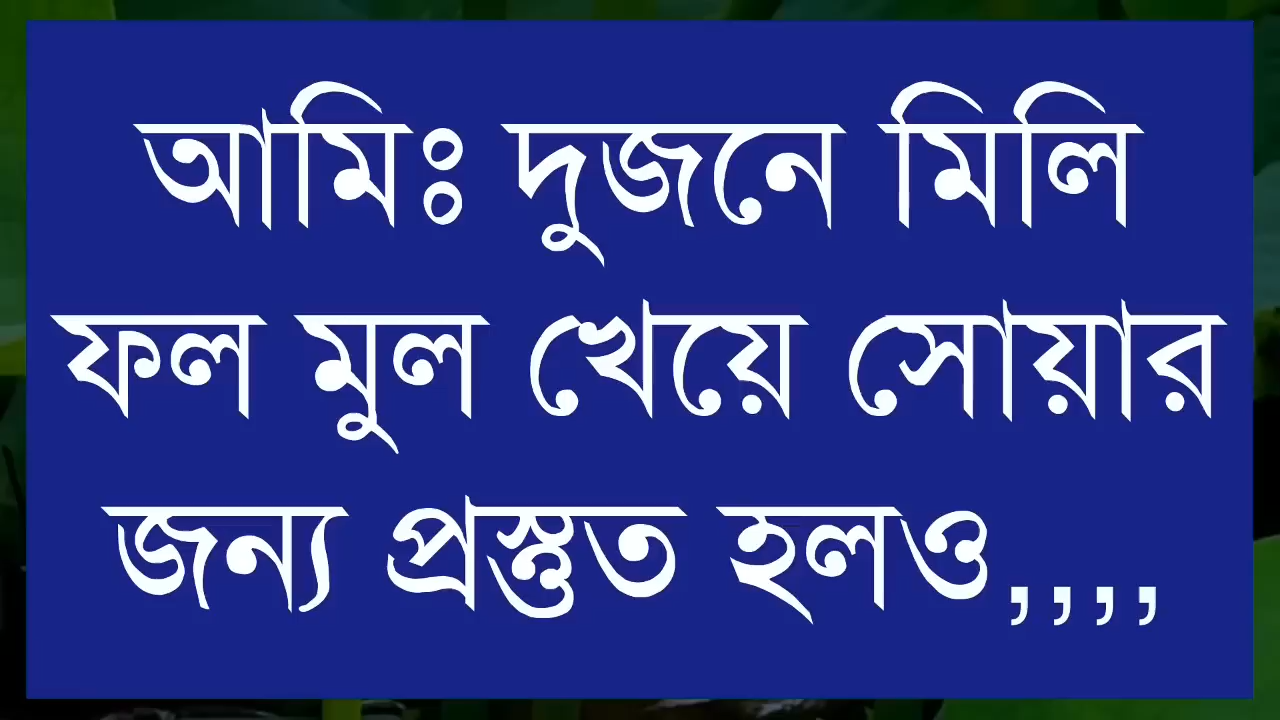 আমিঃ দুজনে মিলি
ফল মুল খেয়ে সোয়ার
জন্য প্রস্তুত হলও,,,,